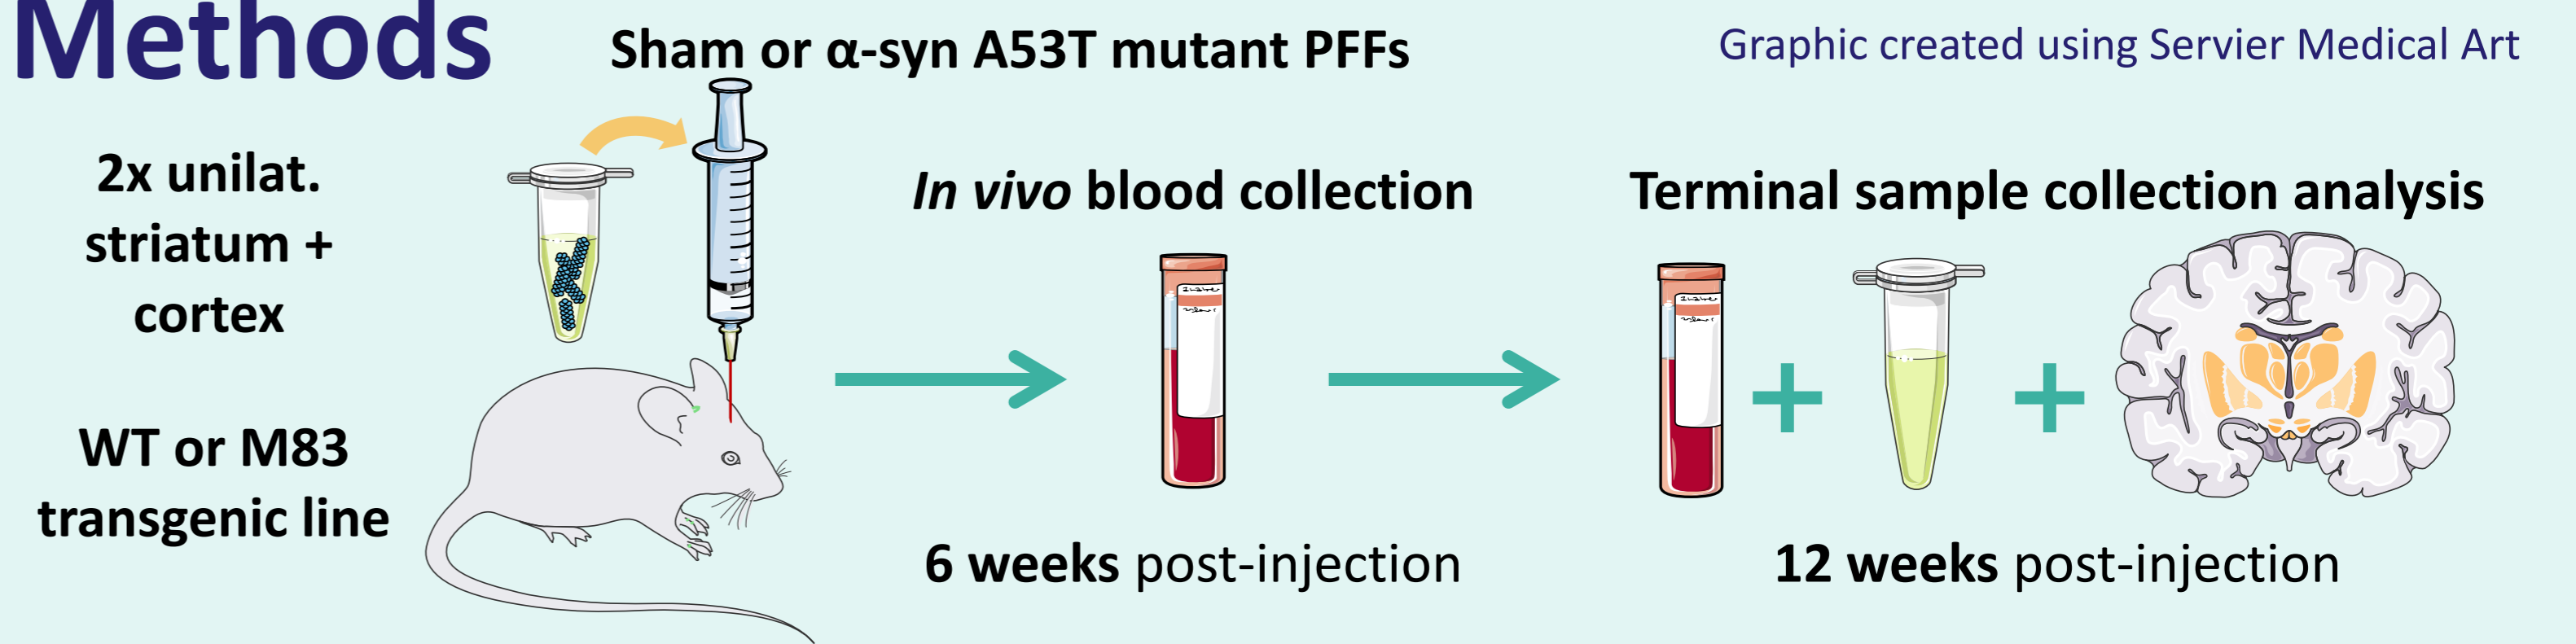 Methods
Sham or α-syn A53T mutant PFFs
Graphic created using Servier Medical Art
2x unilat.
striatum +
cortex
WT or M83
transgenic line
In vivo blood collection
6 weeks post-injection
Terminal sample collection analysis
12 weeks post-injection